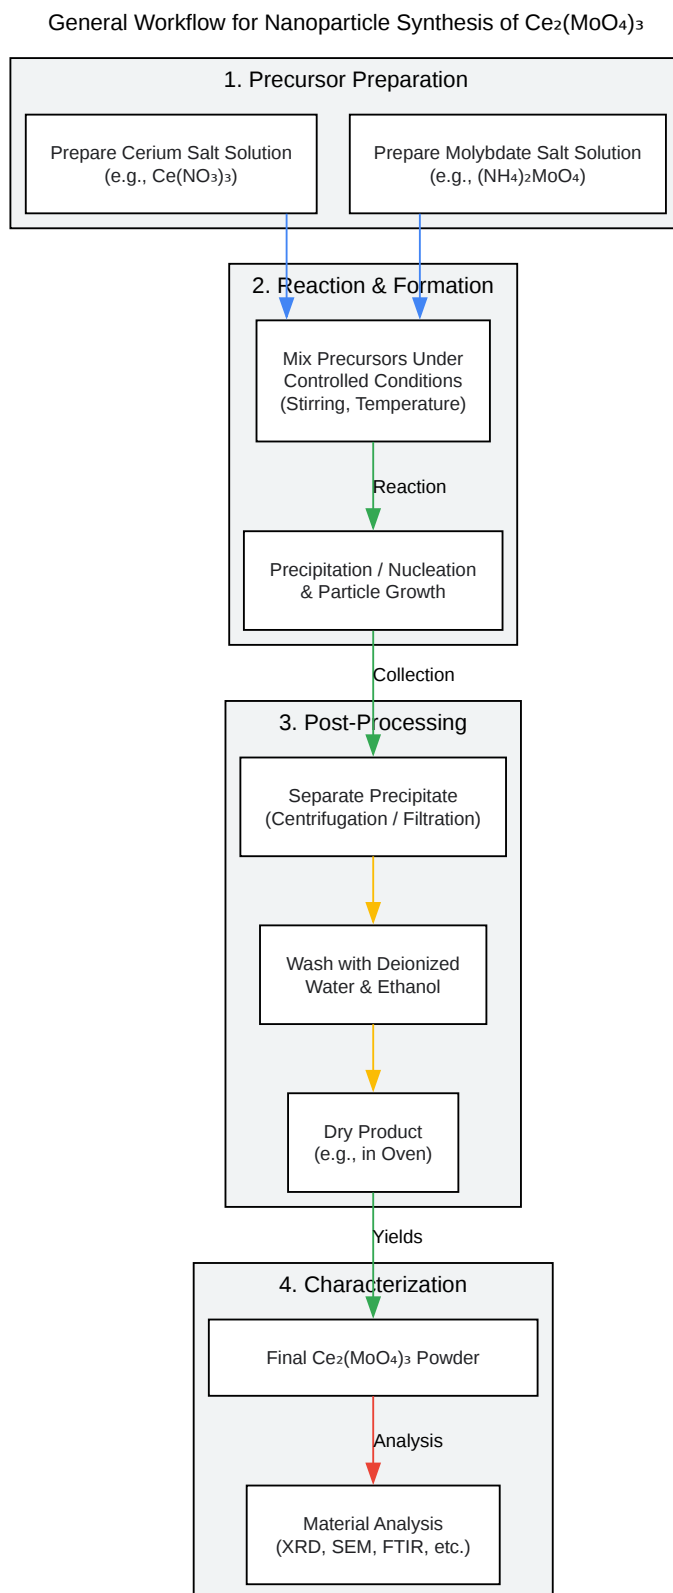 General Workflow for Nanoparticle Synthesis of Ce₂(MoO₄)₃
1. Precursor Preparation
Prepare Cerium Salt Solution
(e.g., Ce(NO₃)₃)
Prepare Molybdate Salt Solution
(e.g., (NH₄)₂MoO₄)
2. Reaction & Formation
Mix Precursors Under
Controlled Conditions
(Stirring, Temperature)
Reaction
Precipitation / Nucleation
& Particle Growth
Collection
3. Post-Processing
Separate Precipitate
(Centrifugation / Filtration)
Wash with Deionized
Water & Ethanol
Dry Product
(e.g., in Oven)
Yields
4. Characterization
Final Ce₂(MoO₄)₃ Powder
Analysis
Material Analysis
(XRD, SEM, FTIR, etc.)